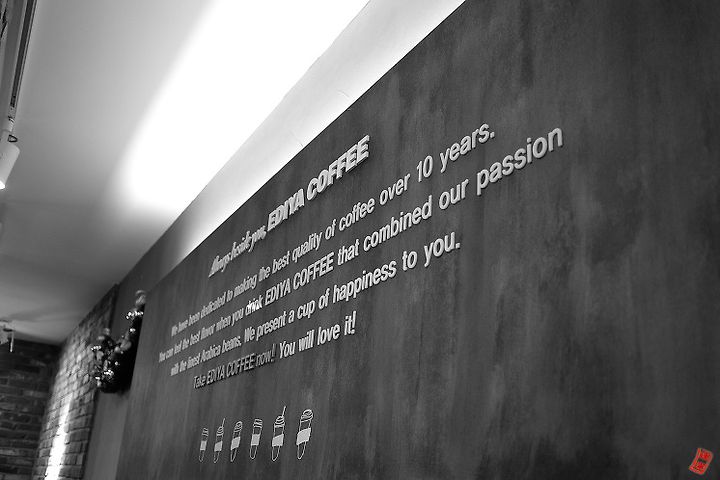 Always beside you, EDIYA COFFEE
We have been dedicated to making the best quality of coffee over 10 years.
You can feel the best flavor when you drink EDIYA COFFEE that combined our passion
with the finest Arabica beans. We present a cup of happiness to you.
Take EDIYA COFFEE now! You will love it!